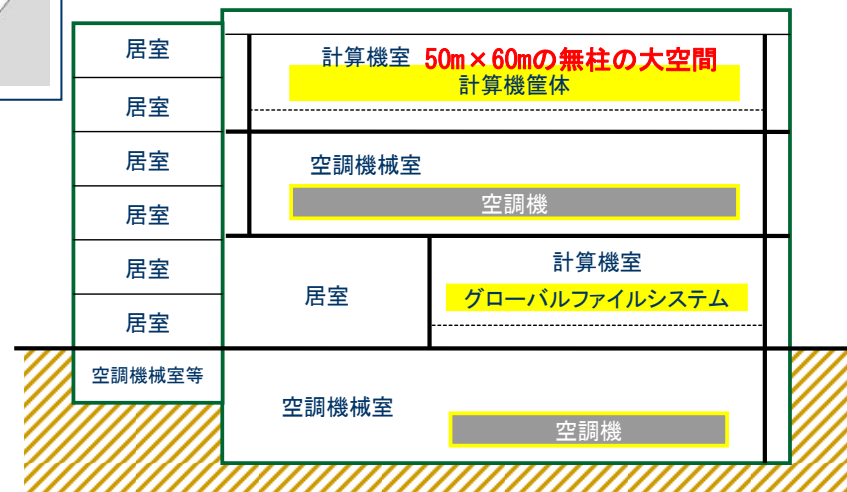 居室
居室
居室
居室
居室
居室
空調機械室等
計算機室 50m×60mの無柱の大空間
計算機筐体
空調機械室
空調機
居室
計算機室
グローバルファイルシステム
空調機械室
空調機